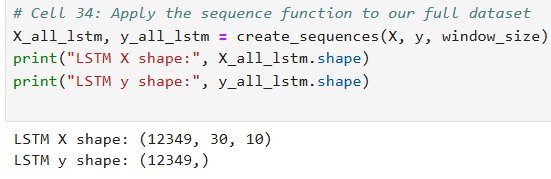 # Cell 34: Apply the sequence function to our full dataset
X_all_lstm, y_all_lstm = create_sequences(X, y, window_size)
print("LSTM X shape:", X_all_lstm.shape)
print("LSTM y shape:", y_all_lstm.shape)
LSTM X shape: (12349, 30, 10)
LSTM y shape: (12349,)